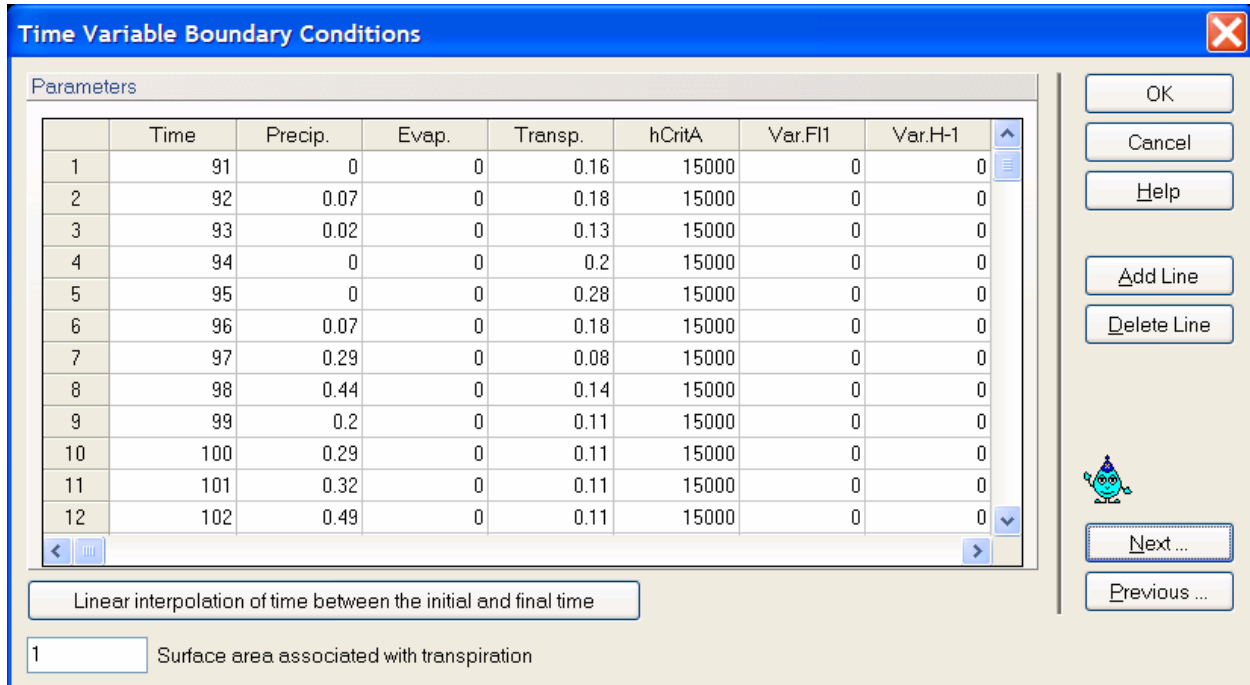 Time Variable Boundary Conditions
Parameters
Time Precip. Evap. Transp. hCritA Var.Fl1 Var.H-1
1 91 0 0 0.16 15000 0 0
2 92 0.07 0 0.18 15000 0 0
3 93 0.02 0 0.13 15000 0 0
4 94 0 0 0.2 15000 0 0
5 95 0 0 0.28 15000 0 0
6 96 0.07 0 0.18 15000 0 0
7 97 0.29 0 0.08 15000 0 0
8 98 0.44 0 0.14 15000 0 0
9 99 0.2 0 0.11 15000 0 0
10 100 0.29 0 0.11 15000 0 0
11 101 0.32 0 0.11 15000 0 0
12 102 0.49 0 0.11 15000 0 0
Linear interpolation of time between the initial and final time
1 Surface area associated with transpiration
OK
Cancel
Help
Add Line
Delete Line
Next ...
Previous ...